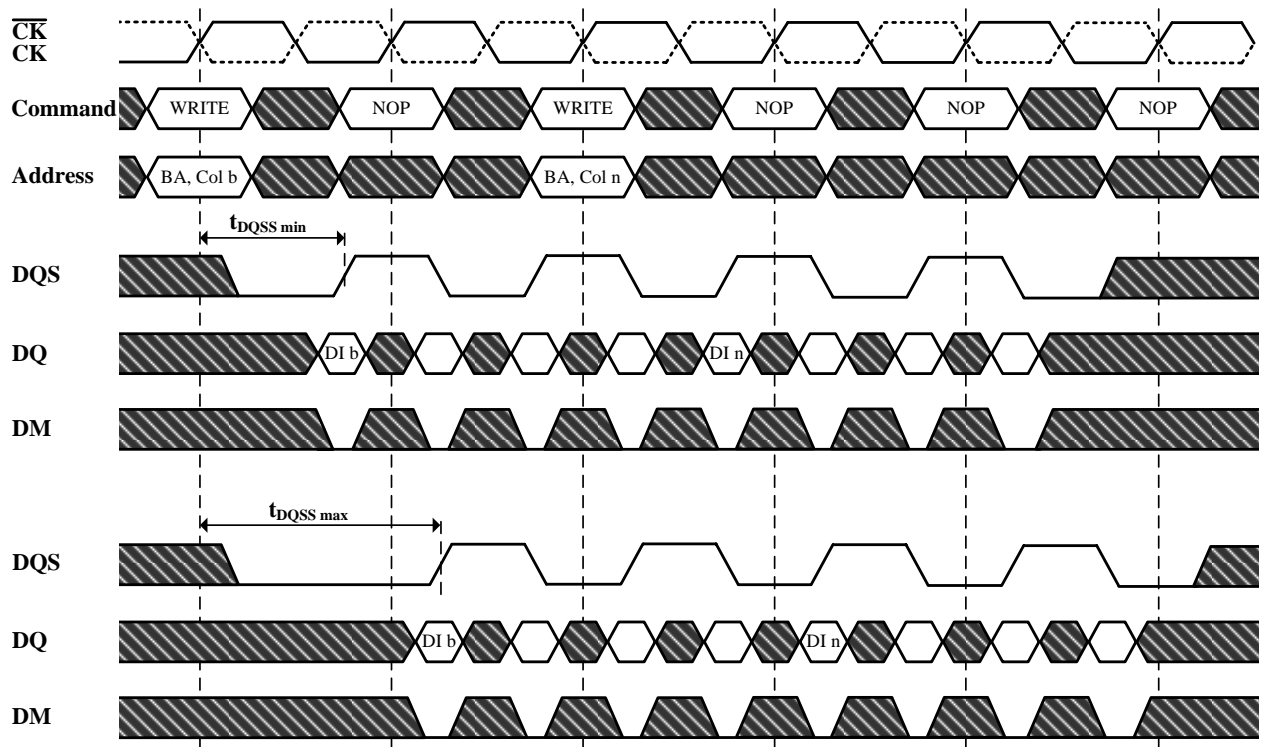 C̅K̅
CK
Command WRITE NOP WRITE NOP NOP NOP
Address BA, Col b BA, Col n
tDQSS min
DQS
DQ DI b DI n
DM
tDQSS max
DQS
DQ DI b DI n
DM